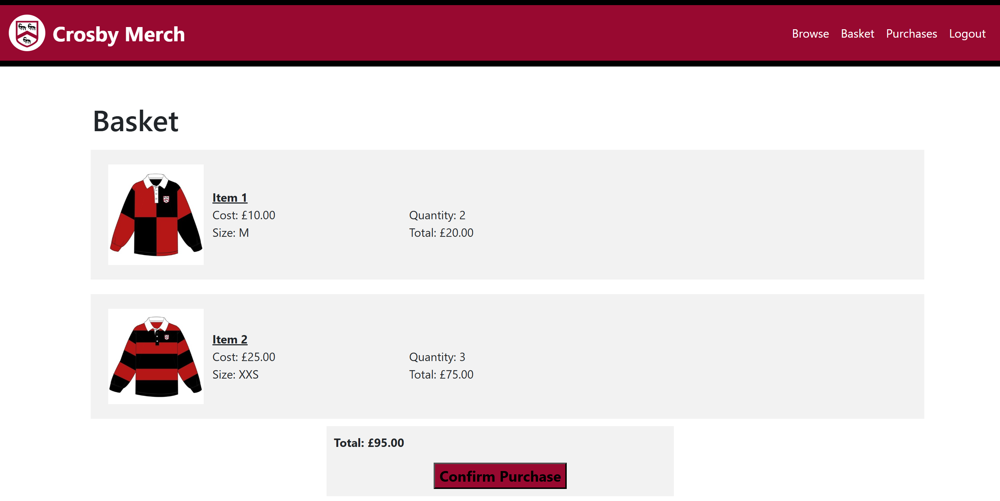 Crosby Merch
Browse Basket Purchases Logout
Basket
Item 1
Cost: £10.00 Quantity: 2
Size: M Total: £20.00
Item 2
Cost: £25.00 Quantity: 3
Size: XXS Total: £75.00
Total: £95.00
Confirm Purchase